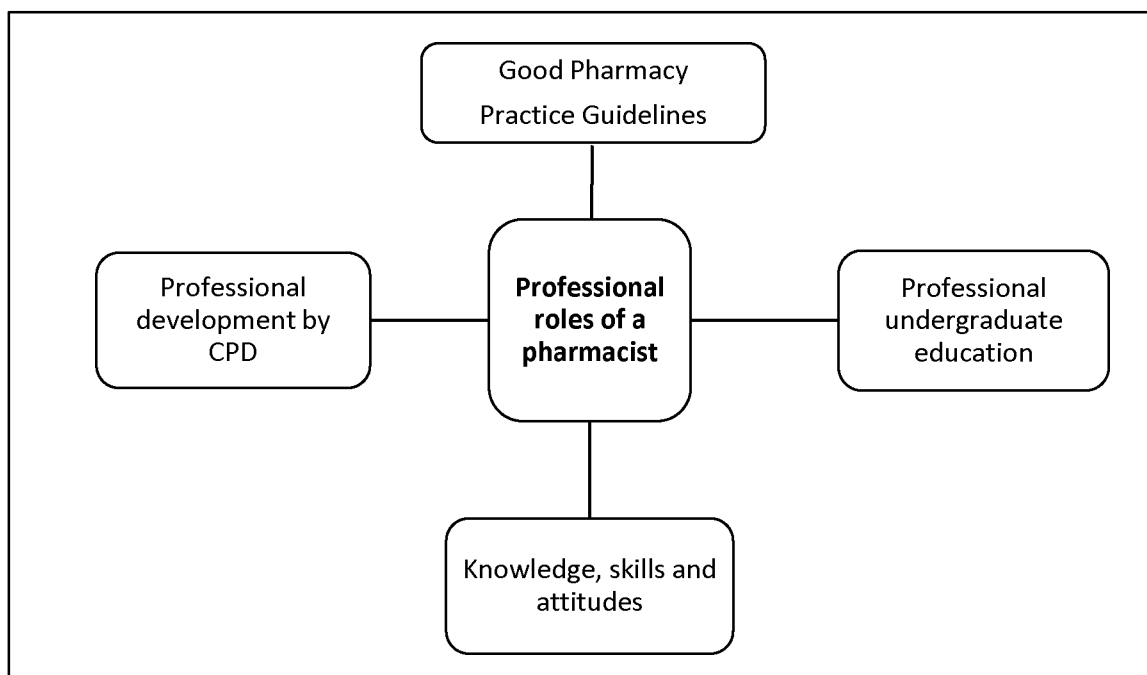 Good Pharmacy
Practice Guidelines
Professional
development by
CPD
Professional
roles of a
pharmacist
Professional
undergraduate
education
Knowledge, skills and
attitudes